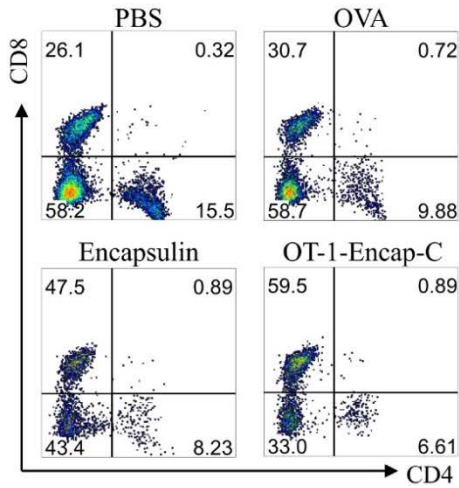 PBS
OVA
CD8
26.1 0.32
30.7 0.72
58.2 15.5
58.7 9.88
Encapsulin
OT-1-Encap-C
47.5 0.89
59.5 0.89
43.4 8.23
33.0 6.61
CD4